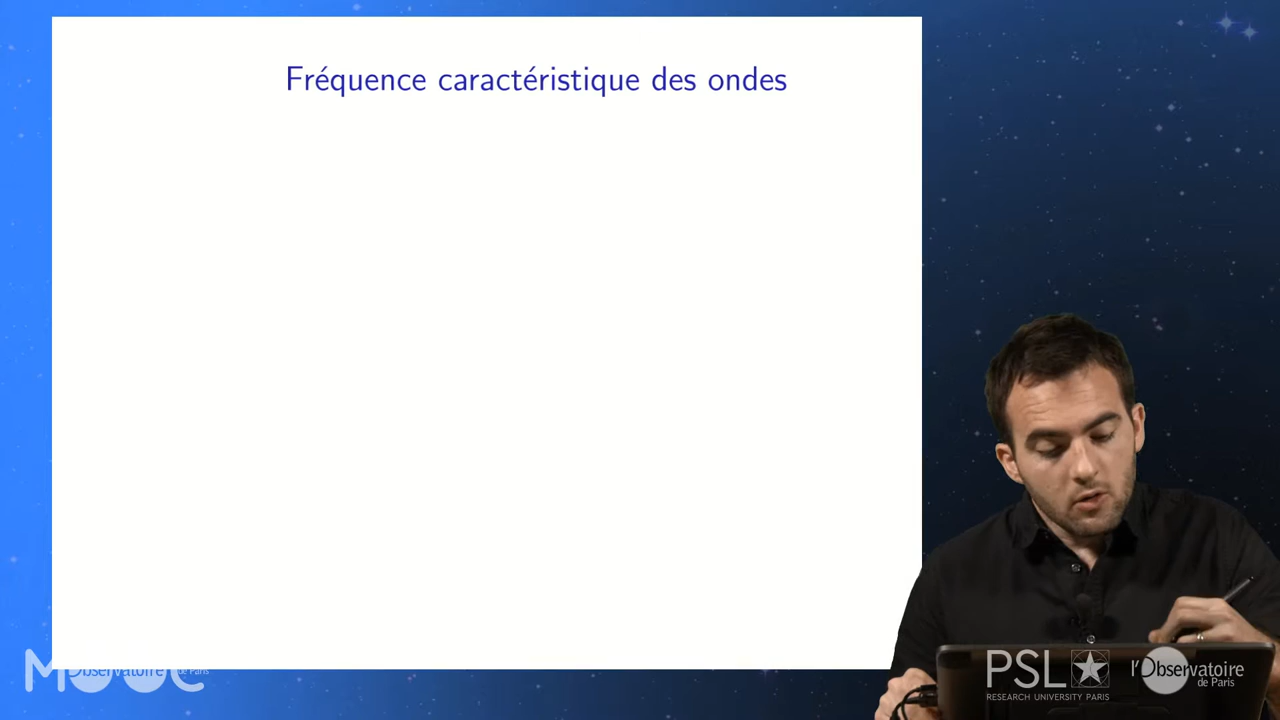 Fréquence caractéristique des ondes
MOOC
l'Observatoire
de Paris
PSL
RESEARCH UNIVERSITY PARIS
l'Observatoire
de Paris